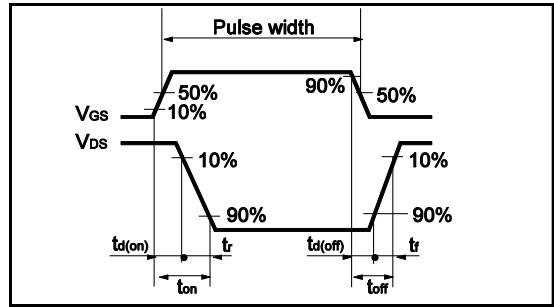 Pulse width
90%
50%
50%
10%
VGS
VDS
10%
10%
90%
90%
td(on)
tr
td(off)
tf
ton
toff